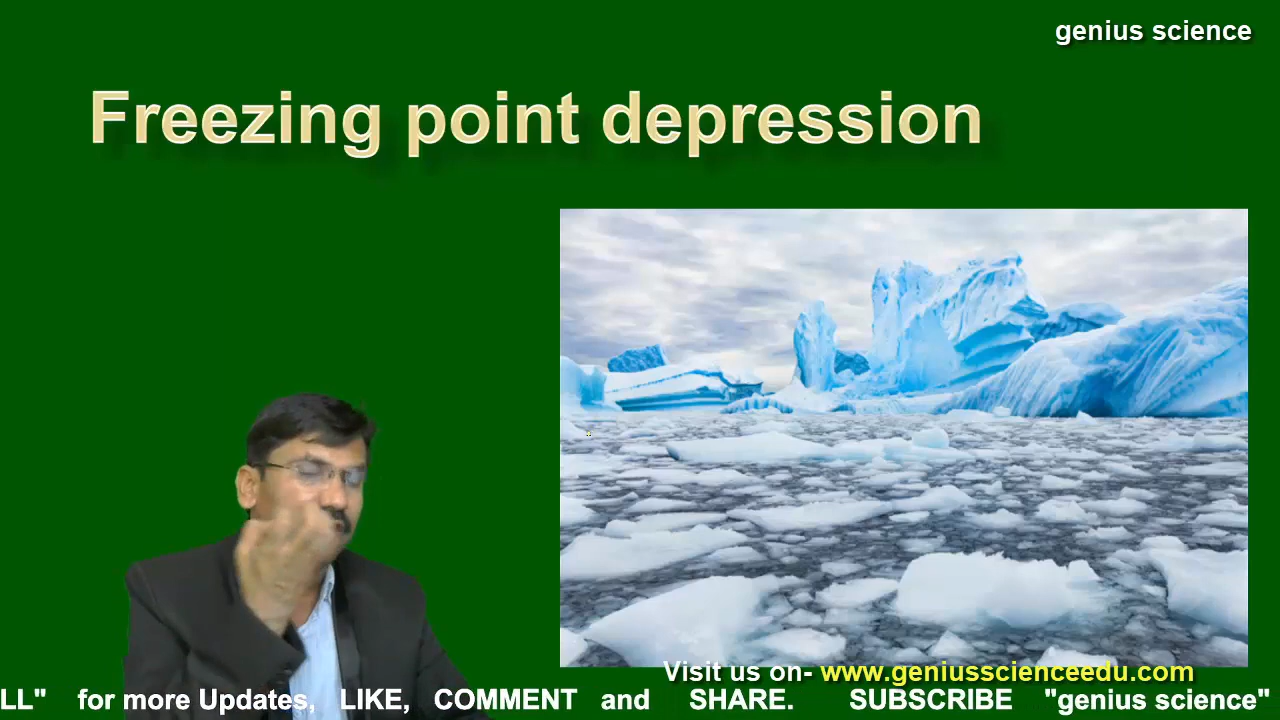 genius science
Freezing point depression
Visit us on- www.geniusscienceedu.com
LL" for more Updates, LIKE, COMMENT and SHARE. SUBSCRIBE "genius science"